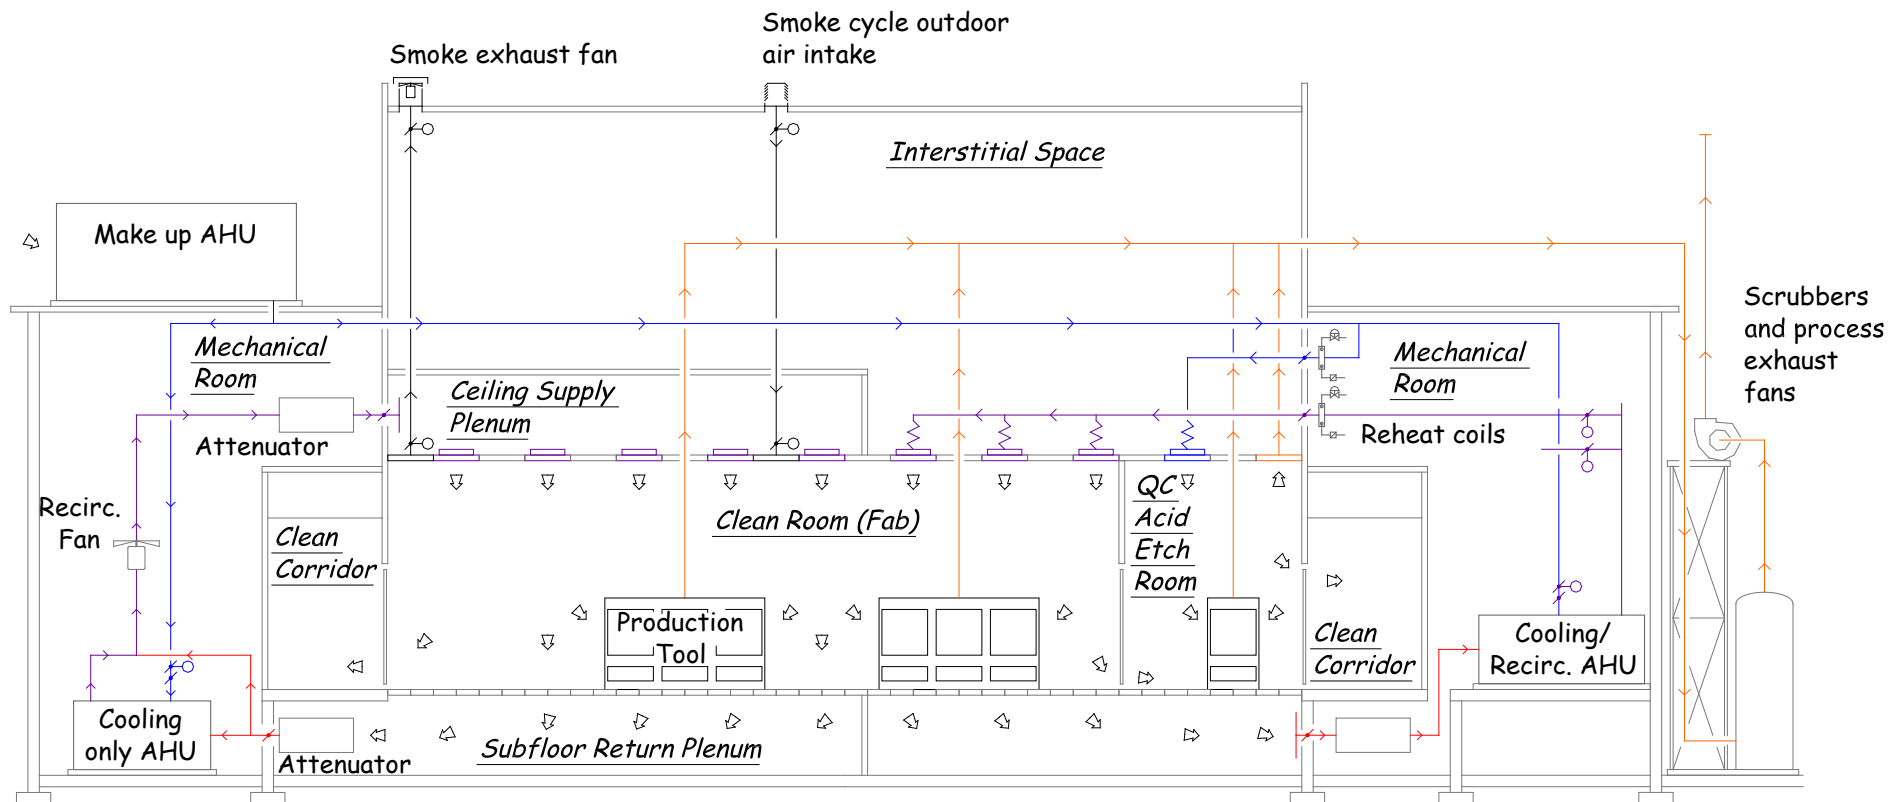 Smoke cycle outdoor
air intake
Smoke exhaust fan
Interstitial Space
Make up AHU
Scrubbers
and process
exhaust
fans
Mechanical
Room
Mechanical
Room
Ceiling Supply
Plenum
Attenuator
Reheat coils
QC
Acid
Etch
Room
Recirc.
Fan
Clean Room (Fab)
Clean
Corridor
Production
Tool
Clean
Corridor
Cooling/
Recirc. AHU
Cooling
only AHU
Subfloor Return Plenum
Attenuator